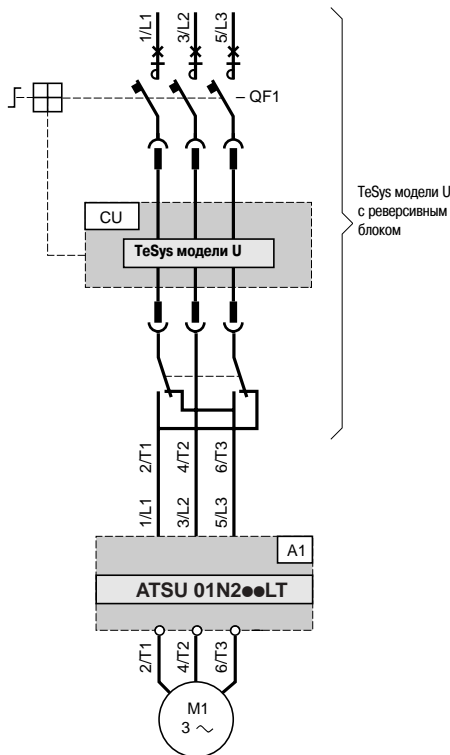 1/L1 3/L2 5/L3
QF1
TeSys модели U
с реверсивным
блоком
CU
TeSys модели U
2/T1 4/T2 6/T3
1/L1 3/L2 5/L3
A1
ATSU 01N2●●LT
2/T1 4/T2 6/T3
M1
3 ~